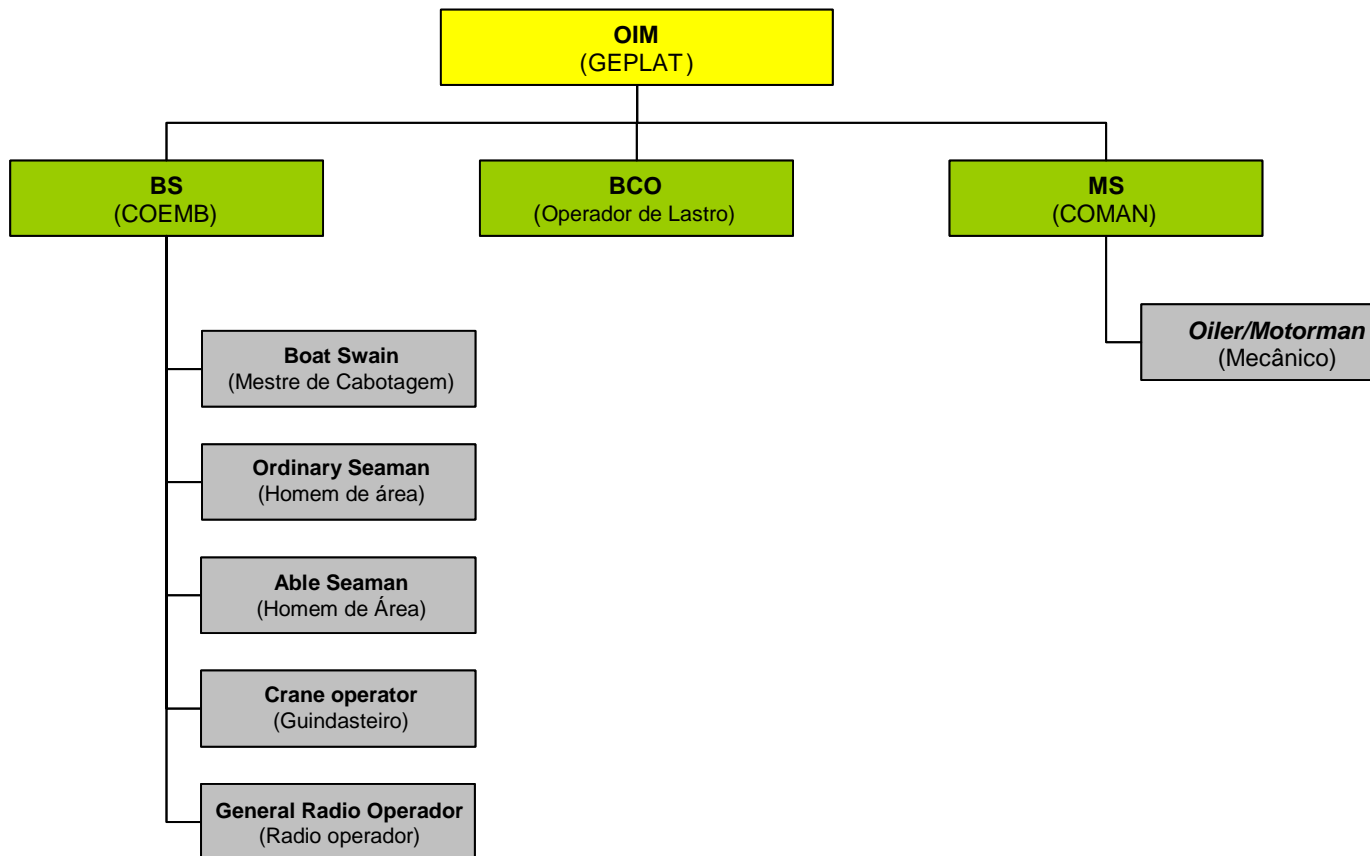 OIM
(GEPLAT)
BS
(COEMB)
BCO
(Operador de Lastro)
MS
(COMAN)
Oiler/Motorman
(Mecânico)
Boat Swain
(Mestre de Cabotagem)
Ordinary Seaman
(Homem de área)
Able Seaman
(Homem de Área)
Crane operator
(Guindasteiro)
General Radio Operador
(Radio operador)